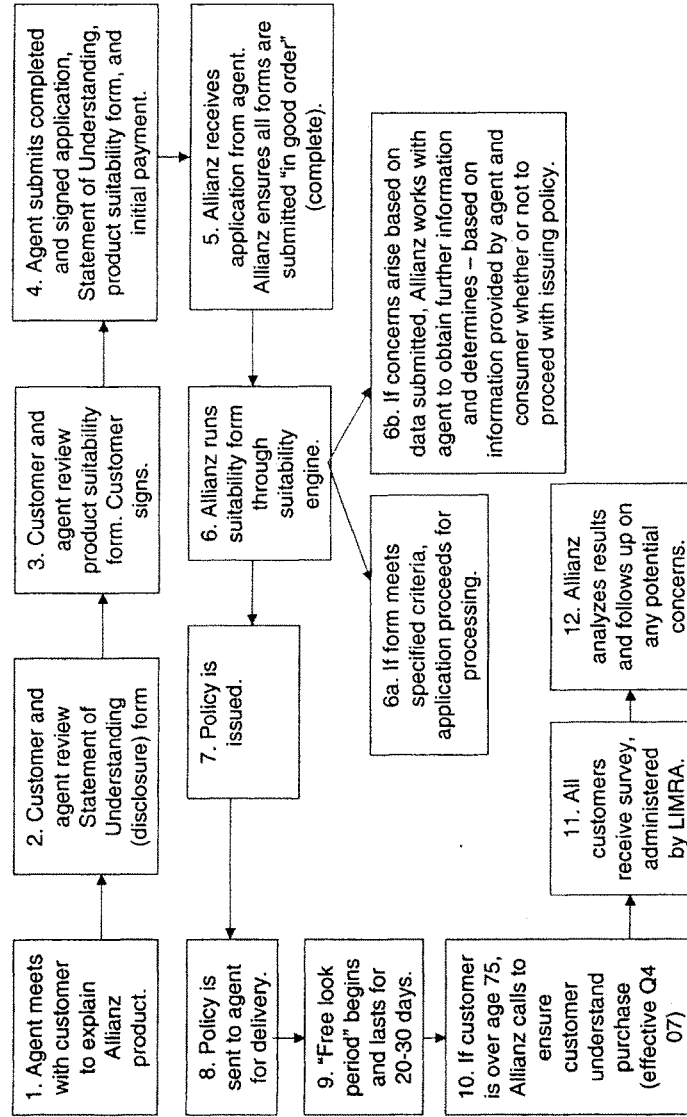 1. Agent meets
with customer
to explain
Allianz
product.
2. Customer and
agent review
Statement of
Understanding
(disclosure) form
3. Customer and
agent review
product suitability
form. Customer
signs.
4. Agent submits completed
and signed application,
Statement of Understanding,
product suitability form, and
initial payment.
5. Allianz receives
application from agent.
Allianz ensures all forms are
submitted “in good order”
(complete).
6. Allianz runs
suitability form
through
suitability
engine.
6a. If form meets
specified criteria,
application proceeds for
processing.
6b. If concerns arise based on
data submitted, Allianz works with
agent to obtain further information
and determines – based on
information provided by agent and
consumer whether or not to
proceed with issuing policy.
7. Policy is
issued.
8. Policy is
sent to agent
for delivery.
9. “Free look
period” begins
and lasts for
20-30 days.
10. If customer
is over age 75,
Allianz calls to
ensure
customer
understand
purchase
(effective Q4
07)
11. All
customers
receive survey,
administered
by LIMRA.
12. Allianz
analyzes results
and follows up on
any potential
concerns.